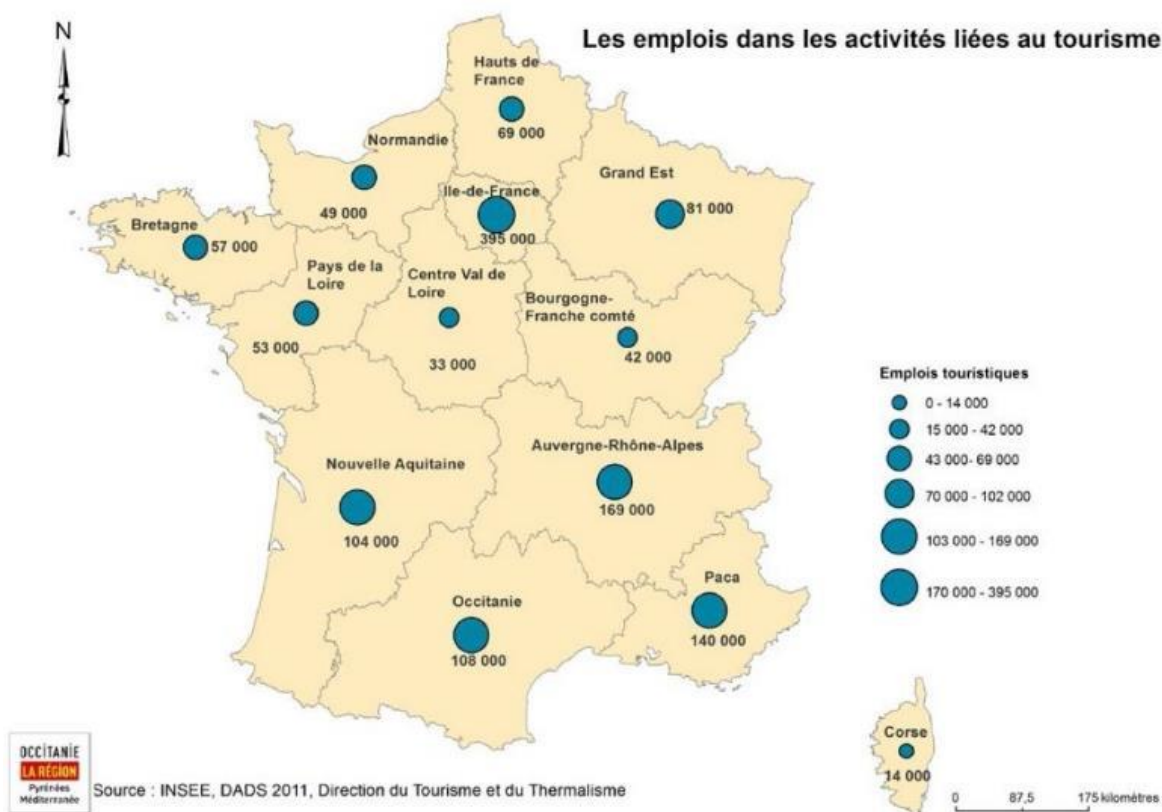 N
Les emplois dans les activités liées au tourisme
Hauts de
France
69 000
Normandie
49 000
Ile-de-France
395 000
Grand Est
81 000
Bretagne
57 000
Pays de la
Loire
53 000
Centre Val de
Loire
33 000
Bourgogne-
Franche comté
42 000
Emplois touristiques
0 - 14 000
15 000 - 42 000
43 000- 69 000
70 000 - 102 000
103 000 - 169 000
170 000 - 395 000
Auvergne-Rhône-Alpes
169 000
Nouvelle Aquitaine
104 000
Paca
140 000
Occitanie
108 000
Corse
14 000
OCCITANIE
LA RÉGION
Pyrénées
Méditerranée
Source : INSEE, DADS 2011, Direction du Tourisme et du Thermalisme
0 87,5 175 kilomètres